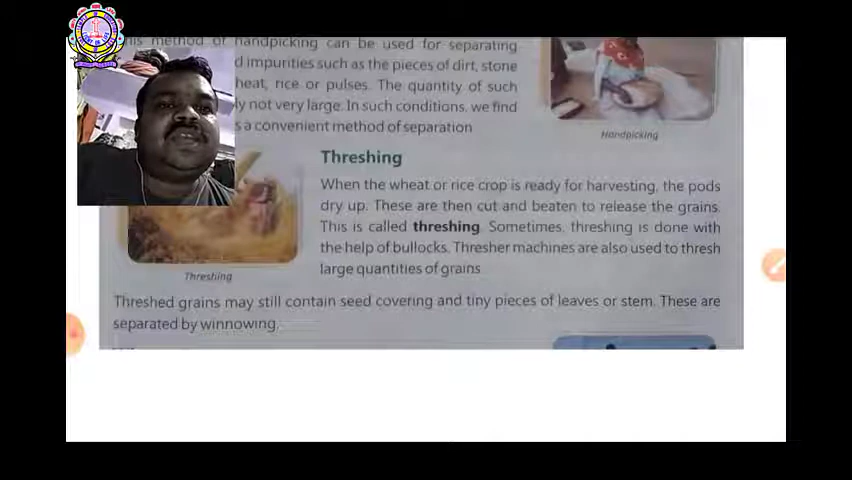 his method of handpicking can be used for separating
d impurities such as the pieces of dirt, stone
heat, rice or pulses. The quantity of such
y not very large. In such conditions, we find
s a convenient method of separation
Handpicking
Threshing
When the wheat or rice crop is ready for harvesting, the pods
dry up. These are then cut and beaten to release the grains.
This is called threshing. Sometimes, threshing is done with
the help of bullocks. Thresher machines are also used to thresh
large quantities of grains
Threshing
Threshed grains may still contain seed covering and tiny pieces of leaves or stem. These are
separated by winnowing.